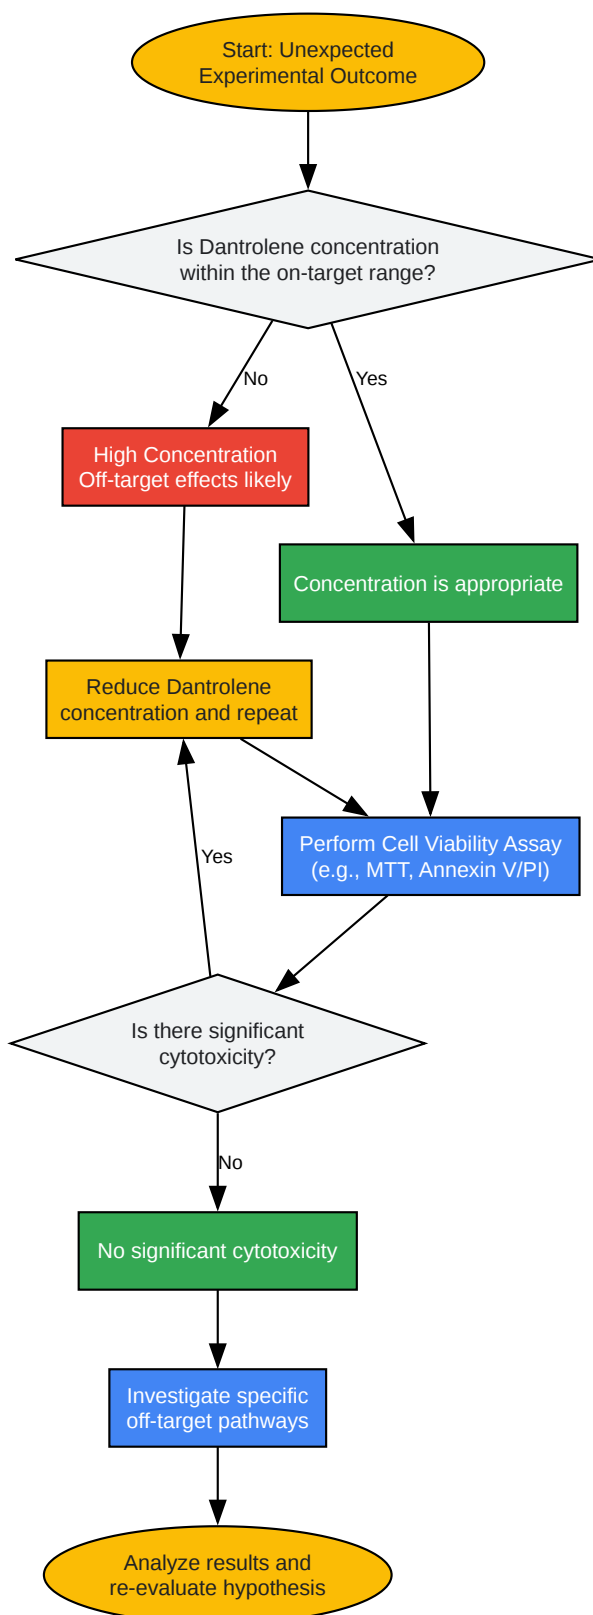 Start: Unexpected
Experimental Outcome
Is Dantrolene concentration
within the on-target range?
No
Yes
High Concentration
Off-target effects likely
Concentration is appropriate
Reduce Dantrolene
concentration and repeat
Perform Cell Viability Assay
(e.g., MTT, Annexin V/PI)
Yes
Is there significant
cytotoxicity?
No
No significant cytotoxicity
Investigate specific
off-target pathways
Analyze results and
re-evaluate hypothesis